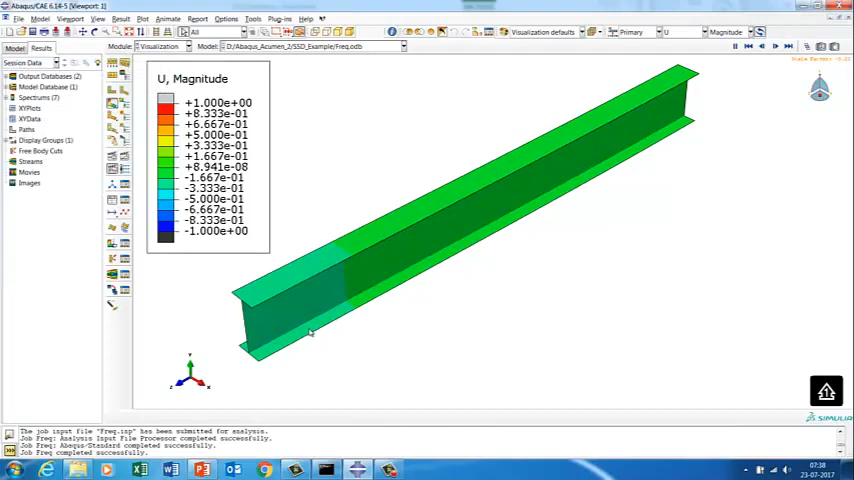 Abaqus/CAE 6.14-5 [Viewport: 1]
File Model Viewport View Result Plot Animate Report Options Tools Plug-ins Help
All Visualization defaults Primary U Magnitude
Model Results Module: Visualization Model: D:/Abaqus_Acumen_2/SSD_Example/Freq.odb
Session Data
Output Databases (2)
Model Database (1)
Spectrums (7)
XYPlots
XYData
Paths
Display Groups (1)
Free Body Cuts
Streams
Movies
Images
U, Magnitude
+1.000e+00
+8.333e-01
+6.667e-01
+5.000e-01
+3.333e-01
+1.667e-01
+8.941e-08
-1.667e-01
-3.333e-01
-5.000e-01
-6.667e-01
-8.333e-01
-1.000e+00
Y
Z
X
SIMULIA
The job input file "Freq.inp" has been submitted for analysis.
Job Freq: Analysis Input File Processor completed successfully.
Job Freq: Abaqus/Standard completed successfully.
Job Freq completed successfully.
07:38
23-07-2017